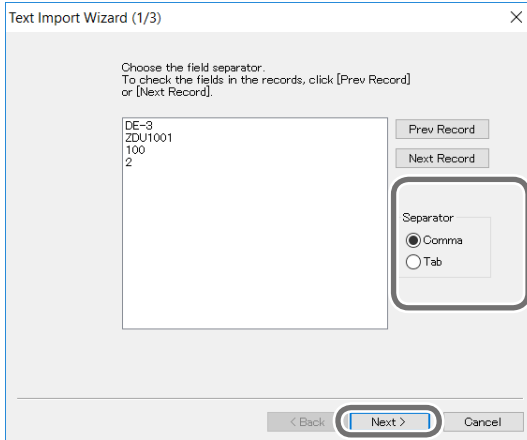 Text Import Wizard (1/3)
Choose the field separator.
To check the fields in the records, click [Prev Record]
or [Next Record].
DE-3
ZDU1001
100
2
Prev Record
Next Record
Separator
Comma
Tab
< Back
Next >
Cancel